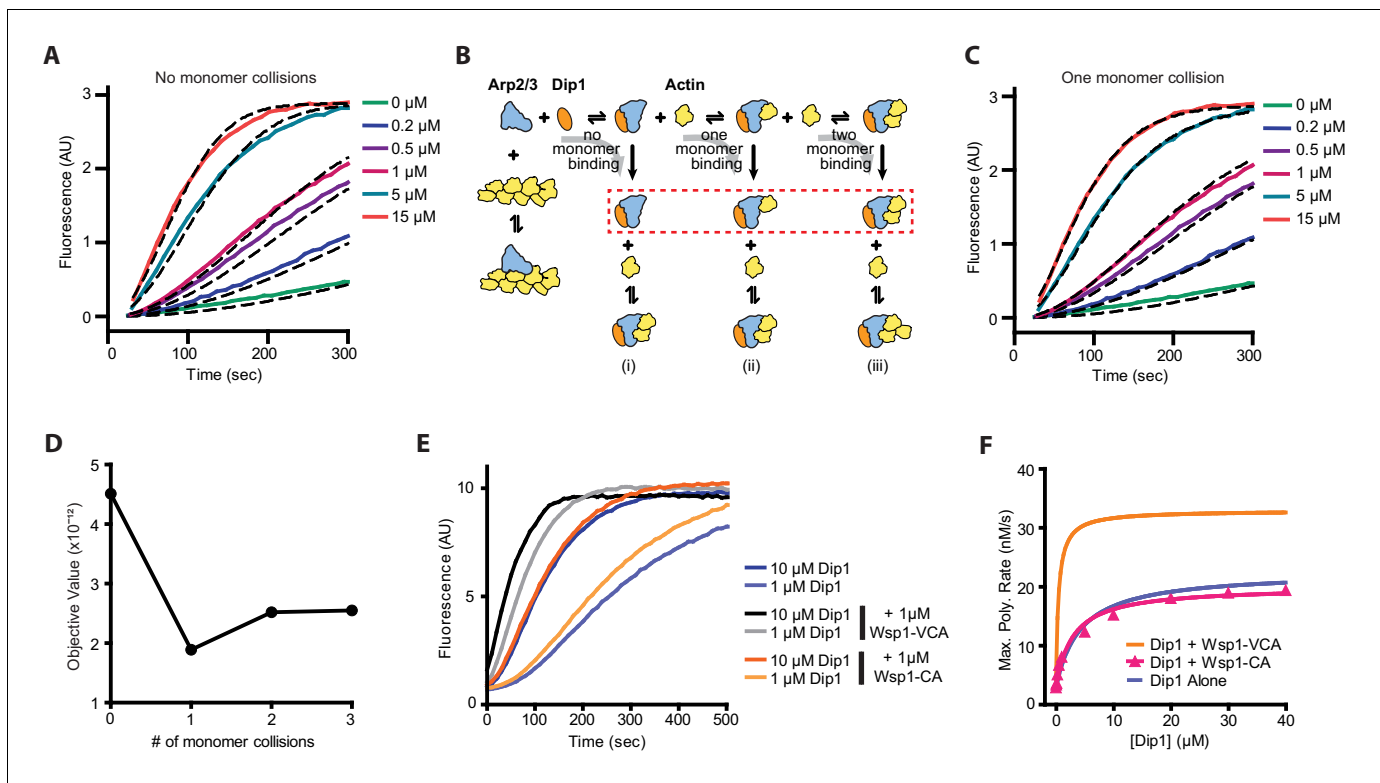 A
No monomer collisions
Fluorescence (AU)
3
2
1
0
0
100
200
300
Time (sec)
0 µM
0.2 µM
0.5 µM
1 µM
5 µM
15 µM
B
Arp2/3
Dip1
Actin
+
+
+
no
monomer
binding
one
monomer
binding
two
monomer
binding
+
+
+
+
(i)
(ii)
(iii)
C
One monomer collision
Fluorescence (AU)
3
2
1
0
0
100
200
300
Time (sec)
0 µM
0.2 µM
0.5 µM
1 µM
5 µM
15 µM
D
Objective Value (x10⁻¹²)
5
4
3
2
1
0
1
2
3
# of monomer collisions
E
Fluorescence (AU)
10
5
0
0
100
200
300
400
500
Time (sec)
10 µM Dip1
1 µM Dip1
10 µM Dip1
1 µM Dip1
+ 1µM
Wsp1-VCA
10 µM Dip1
1 µM Dip1
+ 1µM
Wsp1-CA
F
Max. Poly. Rate (nM/s)
40
30
20
10
0
0
10
20
30
40
[Dip1] (µM)
Dip1 + Wsp1-VCA
Dip1 + Wsp1-CA
Dip1 Alone